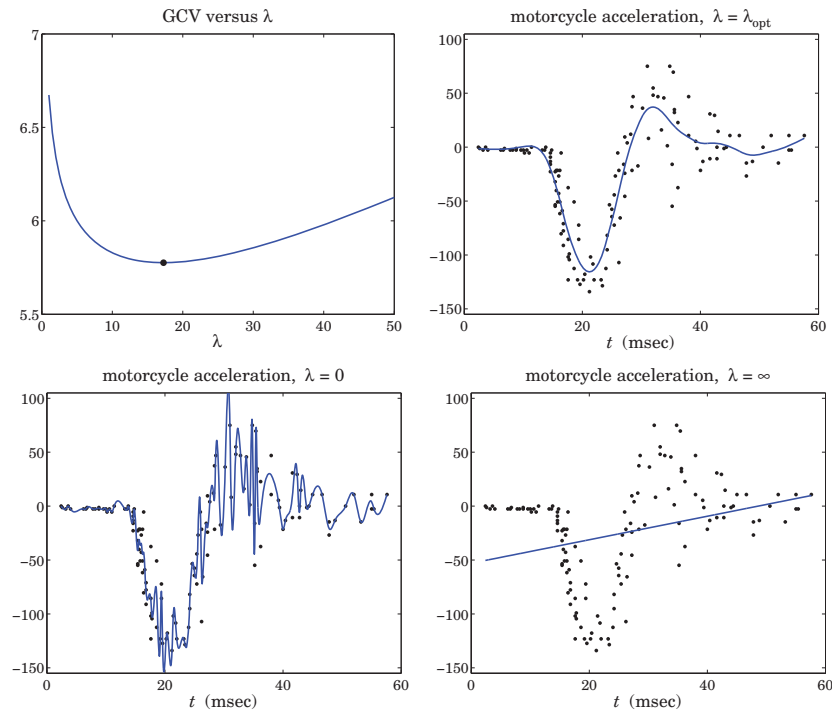 GCV versus λ
7
6.5
6
5.5
0 10 20 30 40 50
λ
motorcycle acceleration, λ = λopt
100
50
0
−50
−100
−150
0 20 40 60
t (msec)
motorcycle acceleration, λ = 0
100
50
0
−50
−100
−150
0 20 40 60
t (msec)
motorcycle acceleration, λ = ∞
100
50
0
−50
−100
−150
0 20 40 60
t (msec)